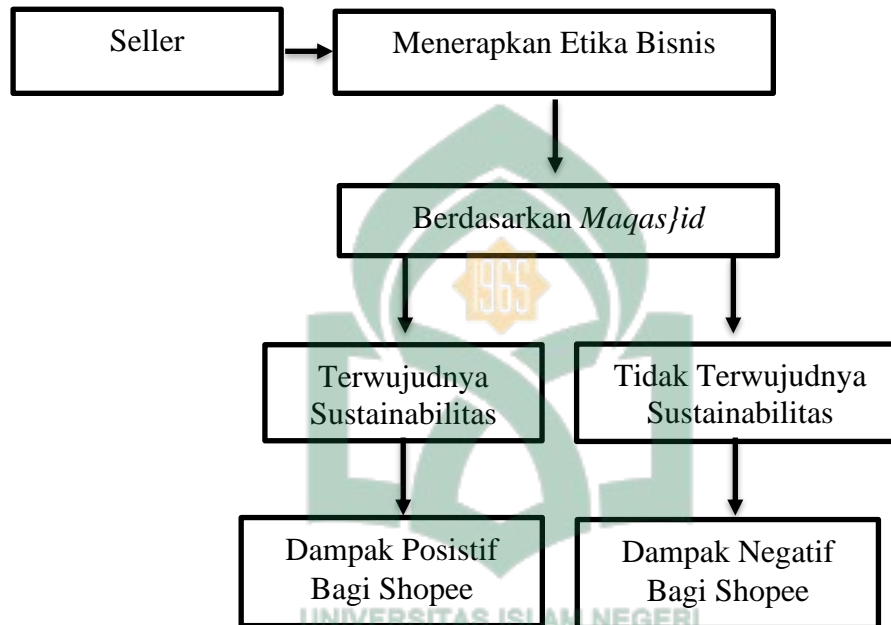 Seller
Menerapkan Etika Bisnis
Berdasarkan Maqas}id
1965
Terwujudnya
Sustainabilitas
Tidak Terwujudnya
Sustainabilitas
Dampak Posistif
Bagi Shopee
Dampak Negatif
Bagi Shopee
UNIVERSITAS ISLAM NEGERI